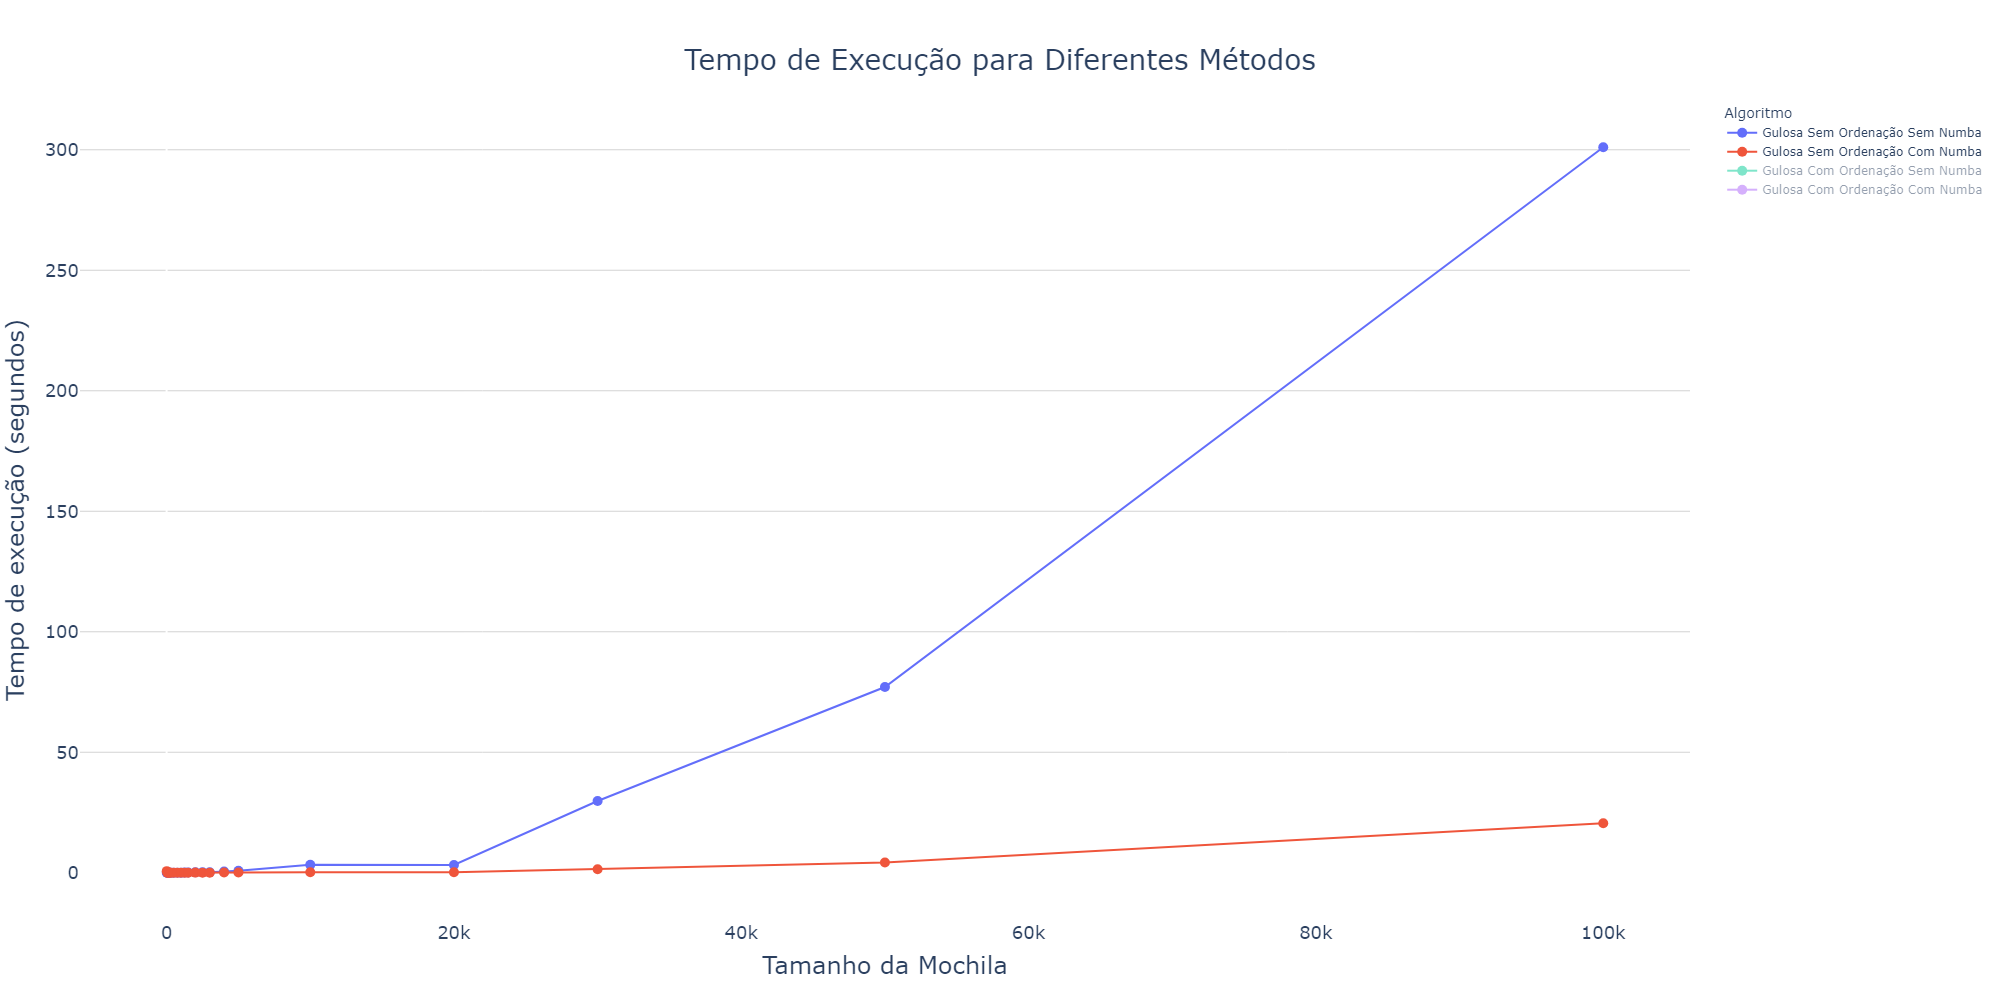 Tempo de Execução para Diferentes Métodos
Algoritmo
Gulosa Sem Ordenação Sem Numba
Gulosa Sem Ordenação Com Numba
Gulosa Com Ordenação Sem Numba
Gulosa Com Ordenação Com Numba
Tempo de execução (segundos)
300
250
200
150
100
50
0
0 20k 40k 60k 80k 100k
Tamanho da Mochila